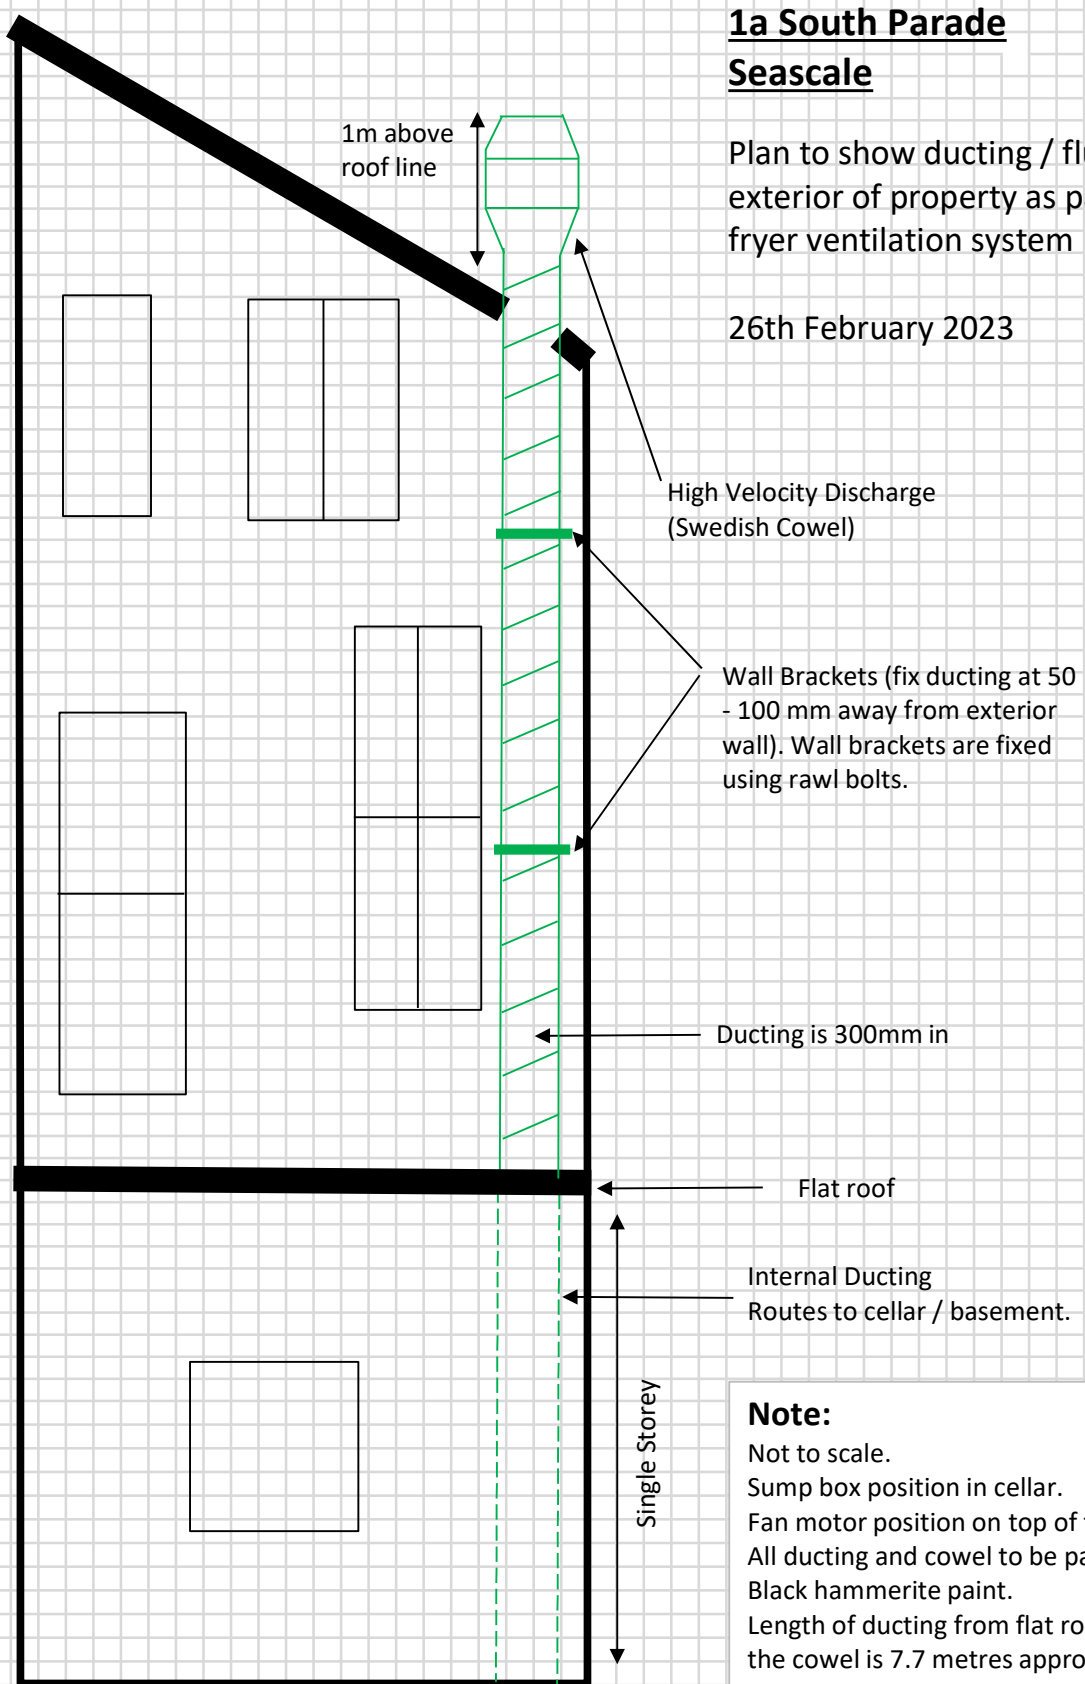 1a South Parade
Seascale
Plan to show ducting / 
exterior of property as 
fryer ventilation system
26th February 2023
1m above
roof line
High Velocity Discharge
(Swedish Cowel)
Wall Brackets (fix ducting at 50
- 100 mm away from exterior
wall). Wall brackets are fixed
using rawl bolts.
Ducting is 300mm in
Flat roof
Internal Ducting
Routes to cellar / basement.
Single Storey
Note:
Not to scale.
Sump box position in cellar.
Fan motor position on top of
All ducting and cowel to be
Black hammerite paint.
Length of ducting from flat
the cowel is 7.7 metres